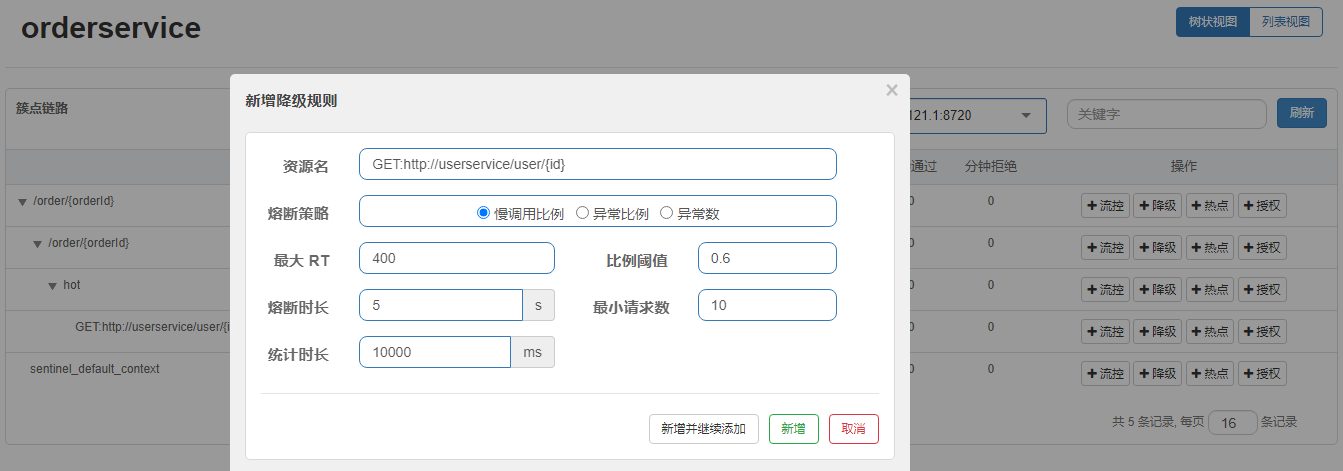 orderservice
树状视图 列表视图
新增降级规则 ×
簇点链路 121.1:8720 关键字 刷新
资源名 GET:http://userservice/user/{id}
通过 分钟拒绝 操作
/order/{orderId} 0 0 +流控 +降级 +热点 +授权
熔断策略 慢调用比例 异常比例 异常数
/order/{orderId} 0 0 +流控 +降级 +热点 +授权
最大 RT 400 比例阈值 0.6
hot 0 0 +流控 +降级 +热点 +授权
熔断时长 5 s 最小请求数 10
GET:http://userservice/user/{i 0 0 +流控 +降级 +热点 +授权
统计时长 10000 ms
sentinel_default_context 0 0 +流控 +降级 +热点 +授权
共 5 条记录, 每页 16 条记录
新增并继续添加 新增 取消